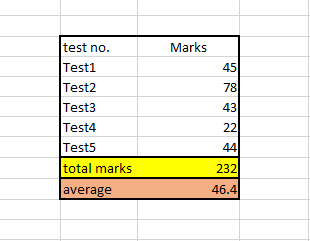 test no. Marks
Test1 45
Test2 78
Test3 43
Test4 22
Test5 44
total marks 232
average 46.4